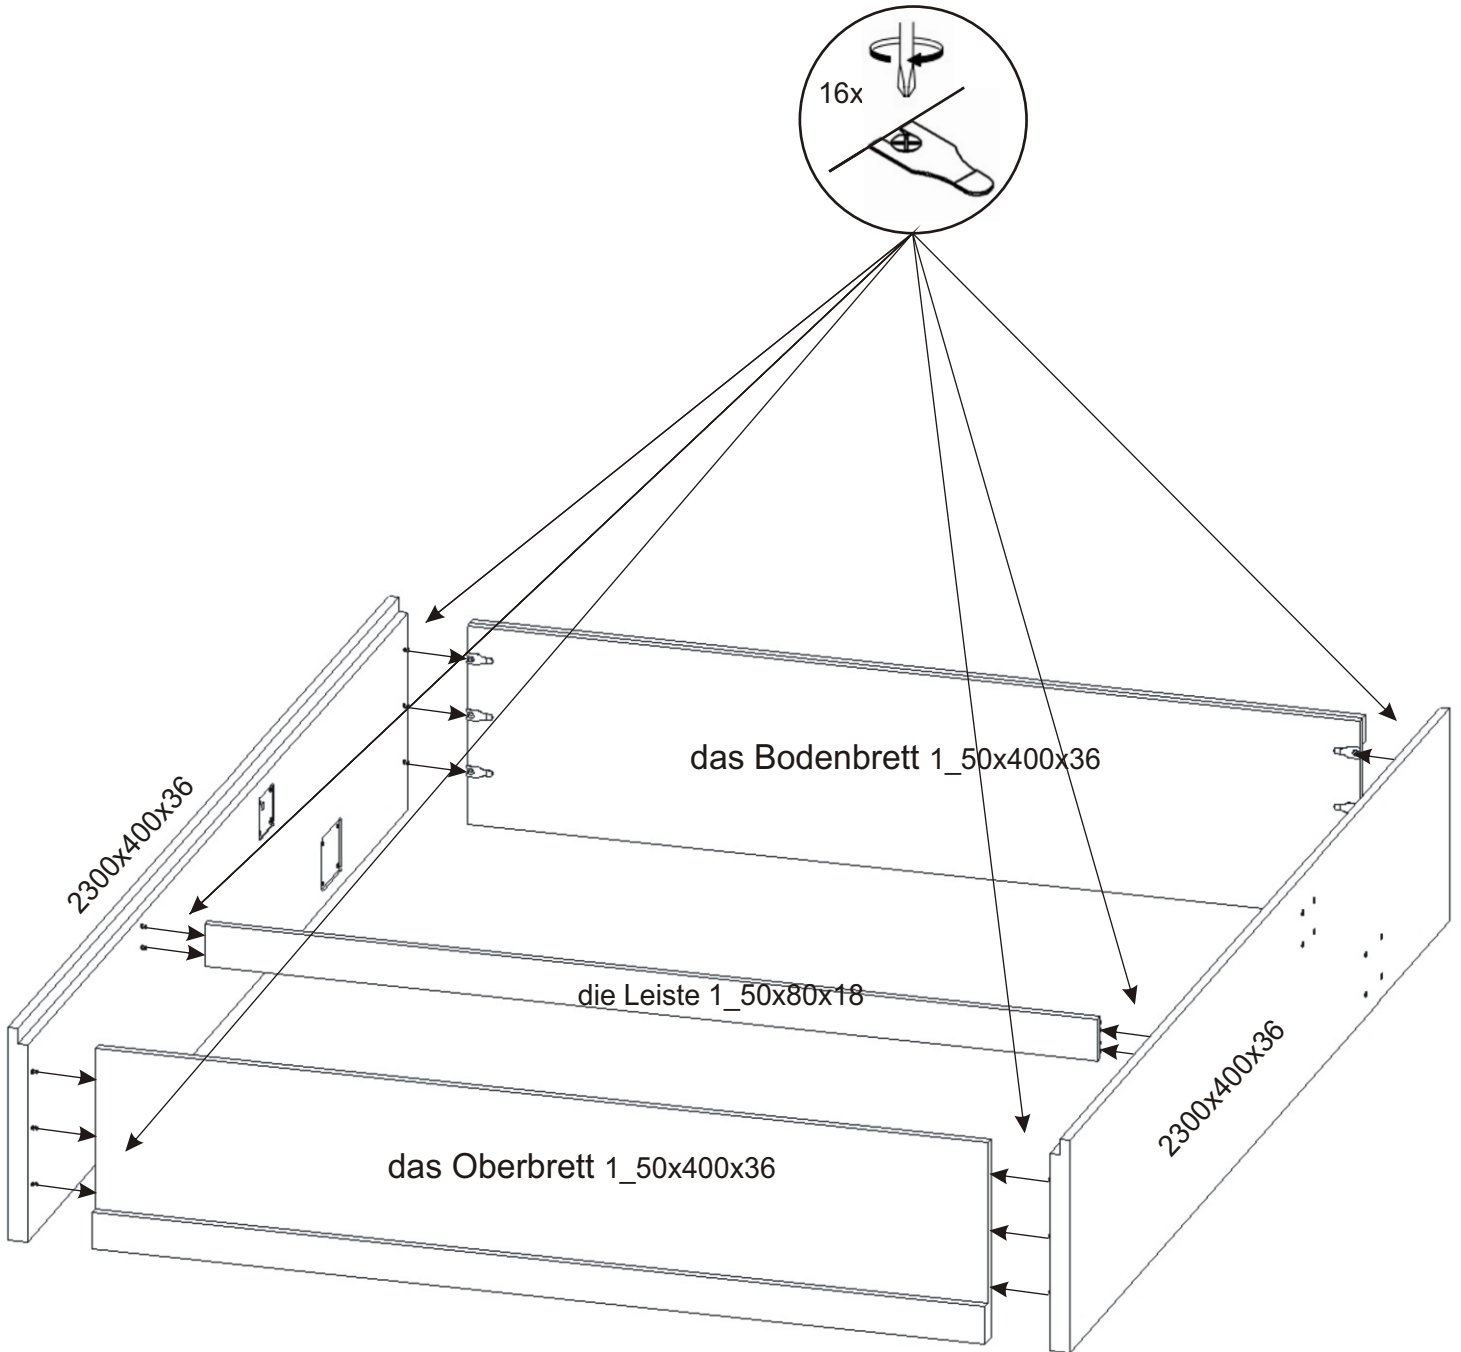 16x
das Bodenbrett 1_50x400x36
2300x400x36
die Leiste 1_50x80x18
2300x400x36
das Oberbrett 1_50x400x36